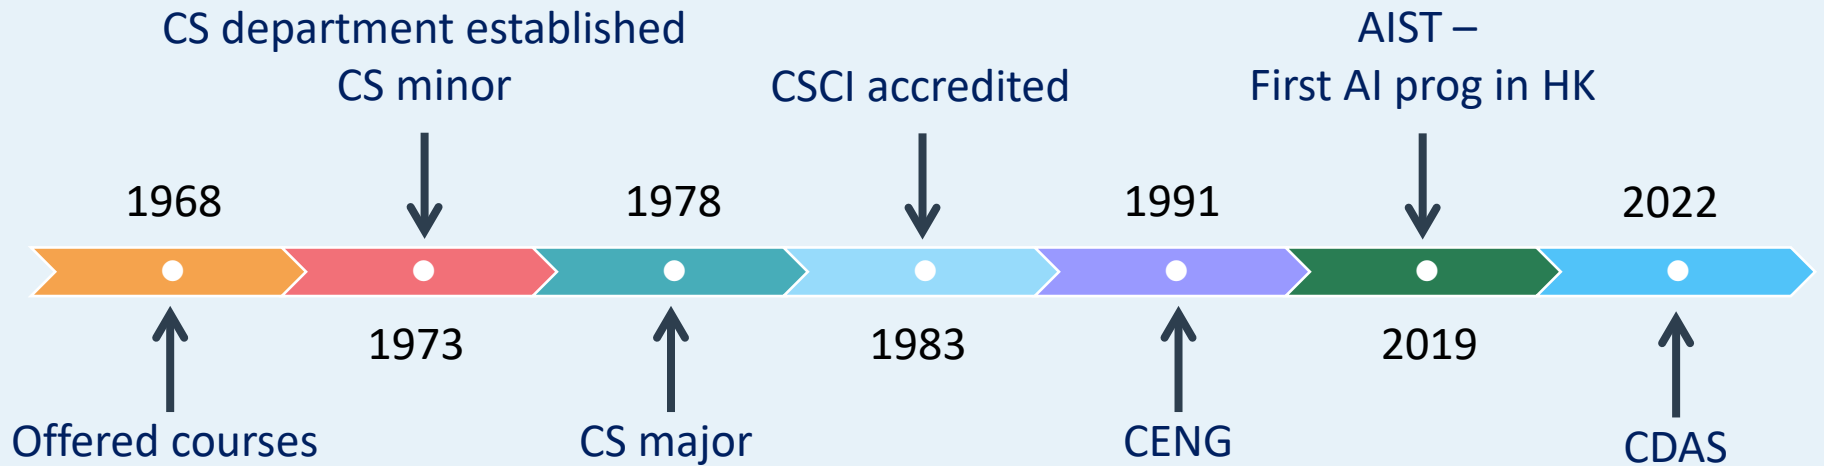 CS department established
CS minor
CSCI accredited
AIST –
First AI prog in HK
1968
1978
1991
2022
1973
1983
2019
Offered courses
CS major
CENG
CDAS